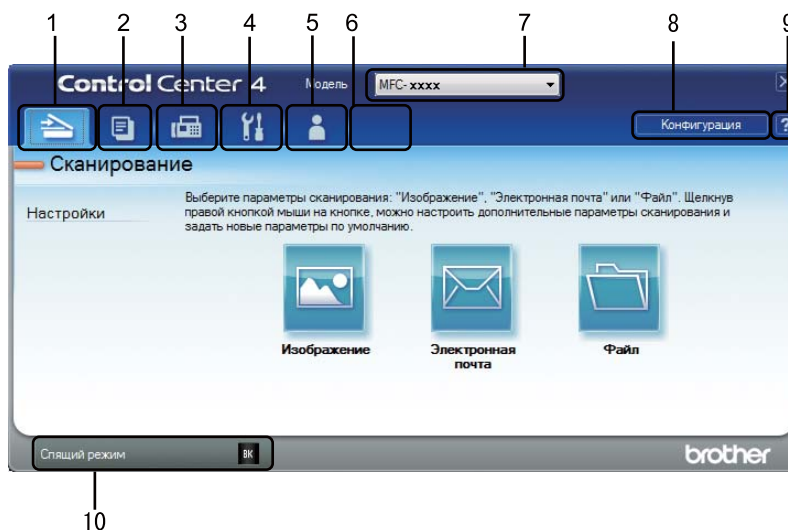 1 2 3 4 5 6 7 8 9
Control Center 4 Модель MFC- xxxx
Конфигурация ?
Сканирование
Настройки
Выберите параметры сканирования: "Изображение", "Электронная почта" или "Файл". Щелкнув
правой кнопкой мыши на кнопке, можно настроить дополнительные параметры сканирования и
задать новые параметры по умолчанию.
Изображение Электронная Файл
почта
Спящий режим BK brother
10